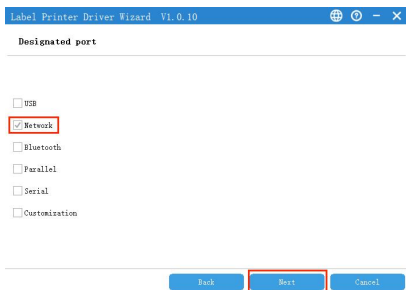 Label Printer Driver Wizard V1.0.10
Designated port
USB
Network
Bluetooth
Parallel
Serial
Customization
Back Next Cancel